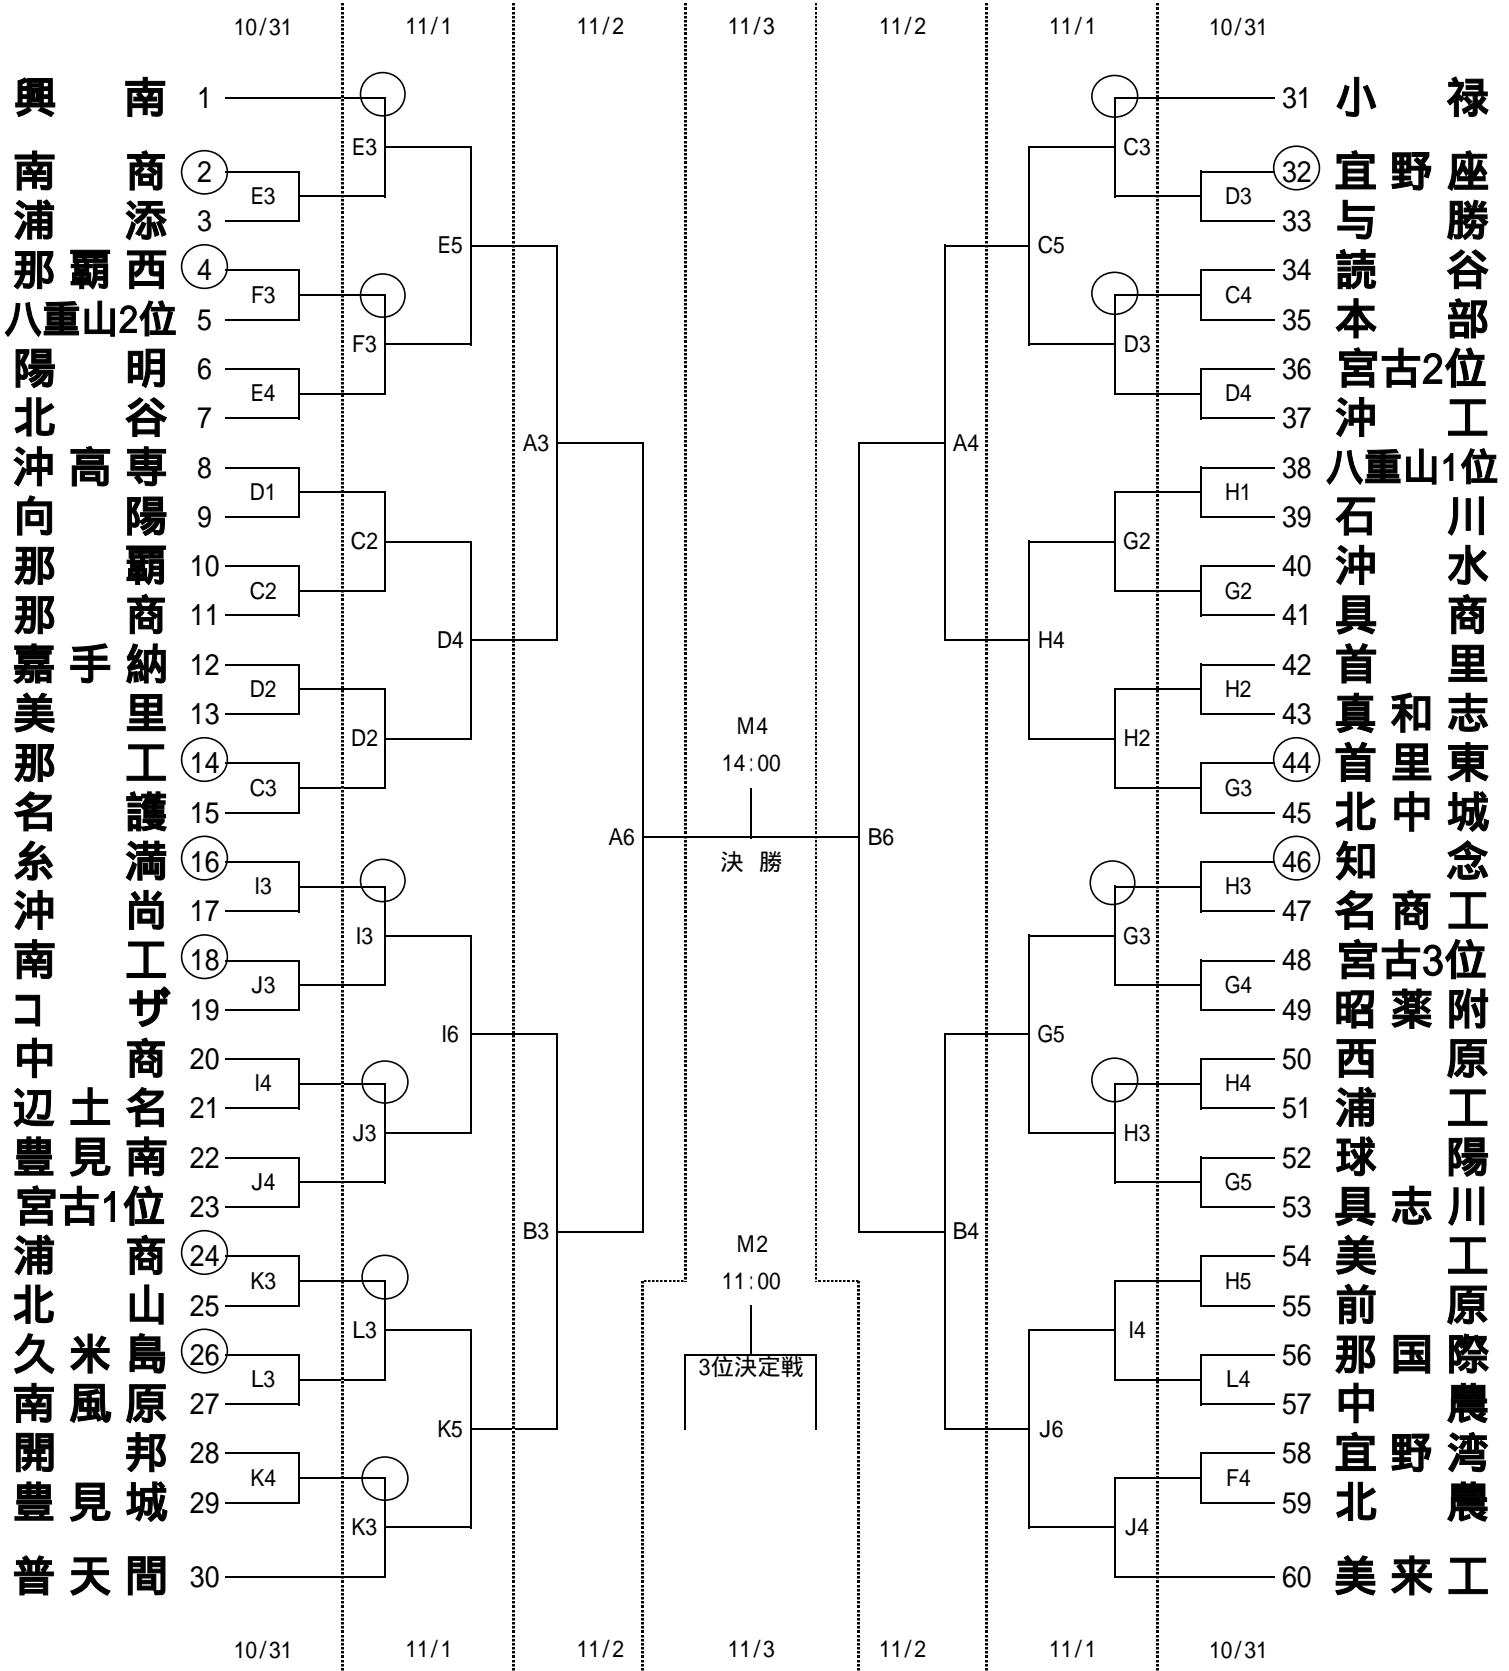 10/31 11/1 11/2 11/3 11/2 11/1 10/31
興南 1
南商 2
浦添 3
那覇西 4
八重山2位 5
陽明 6
北谷 7
沖高専 8
向陽 9
那覇 10
那商 11
嘉手納 12
美里 13
那工 14
名護 15
糸満 16
沖尚 17
南工 18
コザ 19
中商 20
辺土名 21
豊見南 22
宮古1位 23
浦商 24
北山 25
久米島 26
南風原 27
開邦 28
豊見城 29
普天間 30
E3
F3
E4
D1
C2
D2
C3
I3
J3
I4
J4
K3
L3
K4
E3
F3
C2
D2
I3
J3
L3
K3
E5
D4
I6
K5
A3
B3
A6
M4
14:00
決勝
M2
11:00
3位決定戦
B6
A4
B4
C5
H4
G5
J6
C3
D3
G2
H2
G3
H3
I4
J4
D3
C4
D4
H1
G2
H2
G3
H3
G4
H4
G5
H5
L4
F4
31 小禄
32 宜野座
33 与勝
34 読谷
35 本部
36 宮古2位
37 沖工
38 八重山1位
39 石川
40 沖水
41 具商
42 首里
43 真和志
44 首里東
45 北中城
46 知念
47 名商工
48 宮古3位
49 昭薬附
50 西原
51 浦工
52 球陽
53 具志川
54 美工
55 前原
56 那国際
57 中農
58 宜野湾
59 北農
60 美来工
10/31 11/1 11/2 11/3 11/2 11/1 10/31